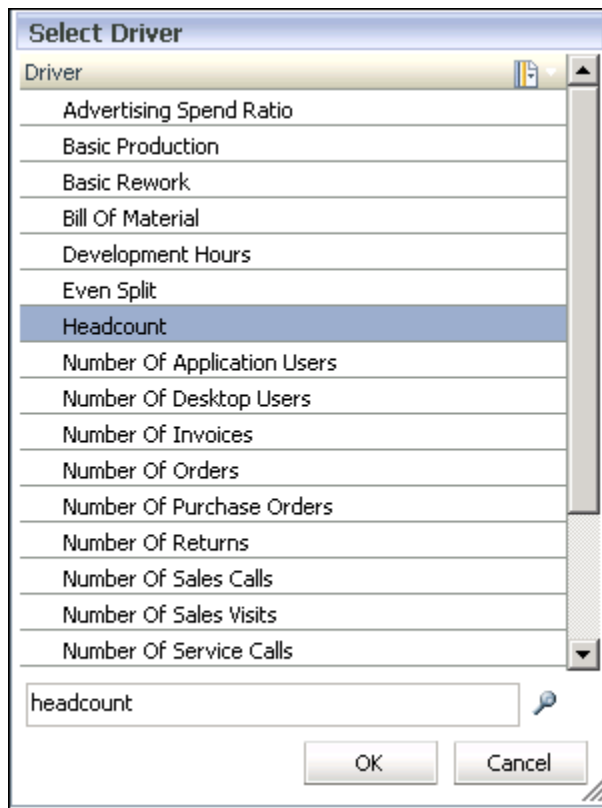 Select Driver
Driver
Advertising Spend Ratio
Basic Production
Basic Rework
Bill Of Material
Development Hours
Even Split
Headcount
Number Of Application Users
Number Of Desktop Users
Number Of Invoices
Number Of Orders
Number Of Purchase Orders
Number Of Returns
Number Of Sales Calls
Number Of Sales Visits
Number Of Service Calls
headcount
OK Cancel